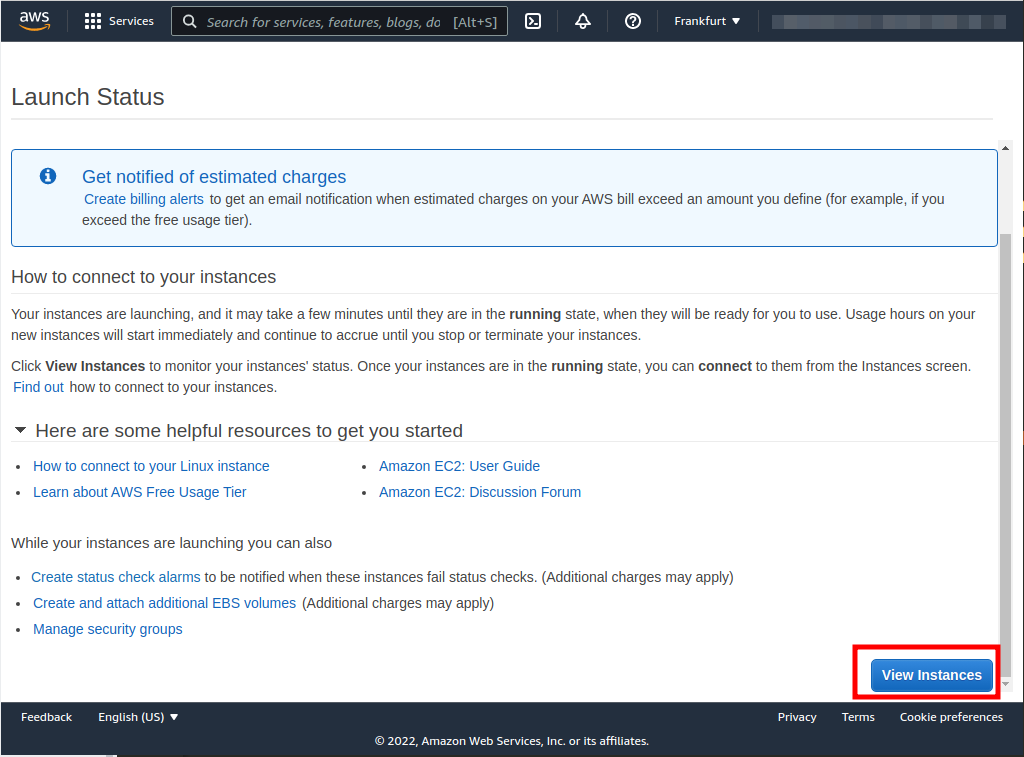 aws Services Search for services, features, blogs, do [Alt+S] Frankfurt
Launch Status
Get notified of estimated charges
Create billing alerts to get an email notification when estimated charges on your AWS bill exceed an amount you define (for example, if you
exceed the free usage tier).
How to connect to your instances
Your instances are launching, and it may take a few minutes until they are in the running state, when they will be ready for you to use. Usage hours on your
new instances will start immediately and continue to accrue until you stop or terminate your instances.
Click View Instances to monitor your instances' status. Once your instances are in the running state, you can connect to them from the Instances screen.
Find out how to connect to your instances.
Here are some helpful resources to get you started
• How to connect to your Linux instance • Amazon EC2: User Guide
• Learn about AWS Free Usage Tier • Amazon EC2: Discussion Forum
While your instances are launching you can also
• Create status check alarms to be notified when these instances fail status checks. (Additional charges may apply)
• Create and attach additional EBS volumes (Additional charges may apply)
• Manage security groups
View Instances
Feedback English (US) Privacy Terms Cookie preferences
© 2022, Amazon Web Services, Inc. or its affiliates.